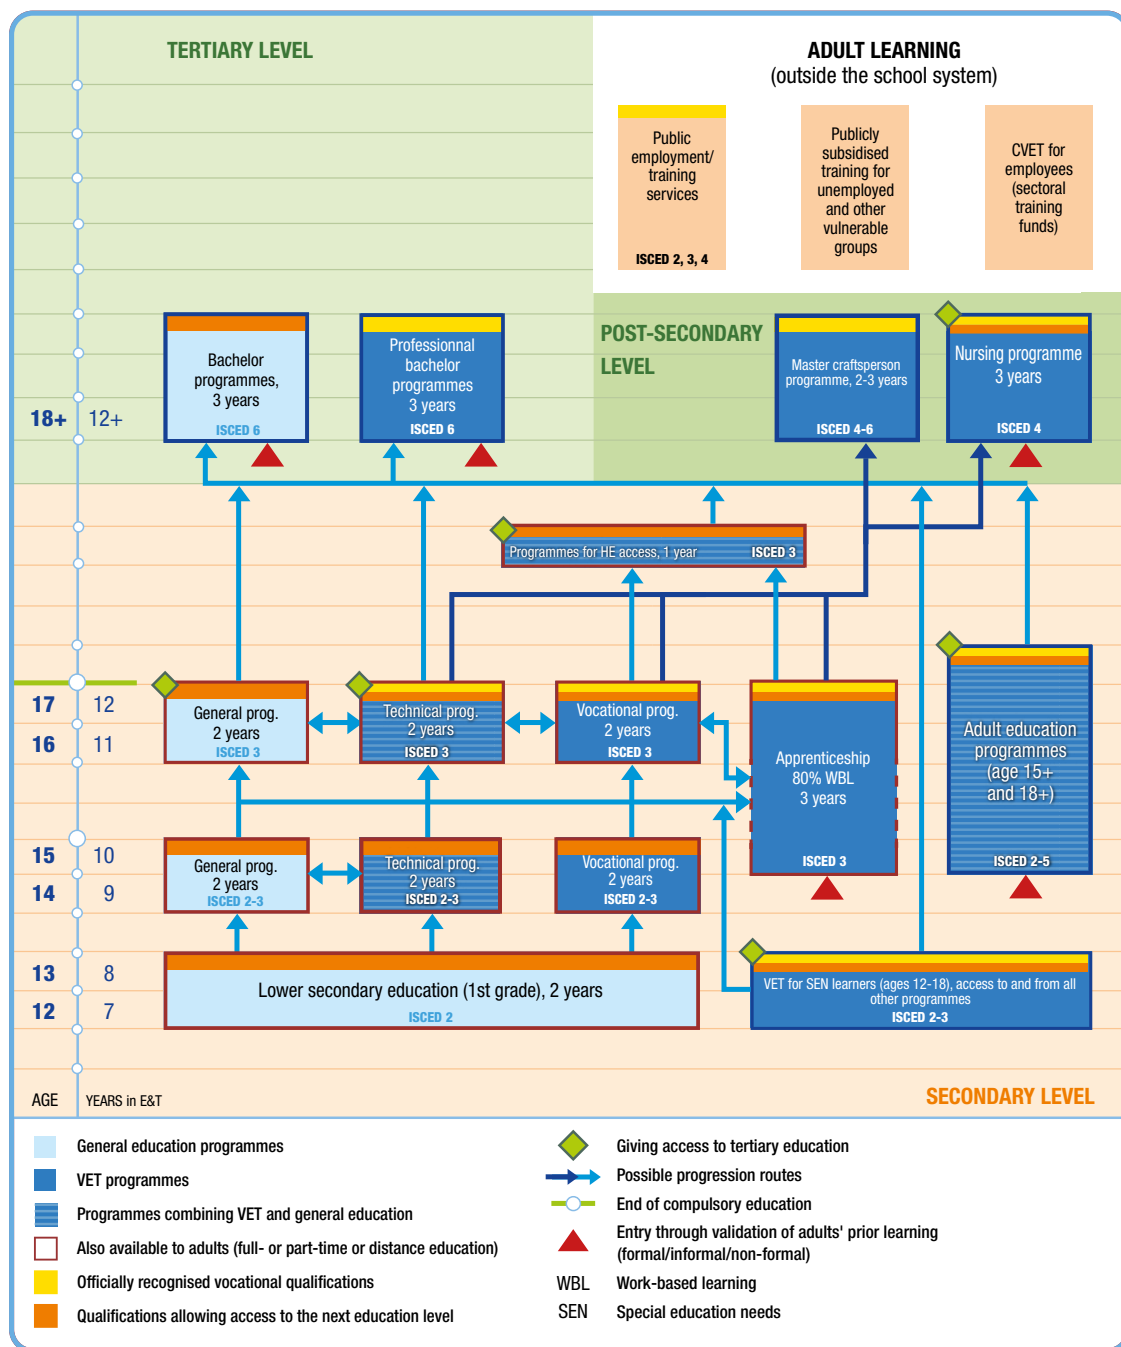 TERTIARY LEVEL
ADULT LEARNING
(outside the school system)
Public
employment/
training
services
ISCED 2, 3, 4
Publicly
subsidised
training for
unemployed
and other
vulnerable
groups
CVET for
employees
(sectoral
training
funds)
POST-SECONDARY
LEVEL
Bachelor
programmes,
3 years
ISCED 6
Professionnal
bachelor
programmes
3 years
ISCED 6
Master craftsperson
programme, 2-3 years
ISCED 4-6
Nursing programme
3 years
ISCED 4
18+ 12+
Programmes for HE access, 1 year ISCED 3
17 12
16 11
General prog.
2 years
ISCED 3
Technical prog.
2 years
ISCED 3
Vocational prog.
2 years
ISCED 3
Apprenticeship
80% WBL
3 years
ISCED 3
Adult education
programmes
(age 15+
and 18+)
ISCED 2-5
15 10
14 9
General prog.
2 years
ISCED 2-3
Technical prog.
2 years
ISCED 2-3
Vocational prog.
2 years
ISCED 2-3
13 8
12 7
Lower secondary education (1st grade), 2 years
ISCED 2
VET for SEN learners (ages 12-18), access to and from all
other programmes
ISCED 2-3
AGE YEARS in E&T
SECONDARY LEVEL
General education programmes
VET programmes
Programmes combining VET and general education
Also available to adults (full- or part-time or distance education)
Officially recognised vocational qualifications
Qualifications allowing access to the next education level
Giving access to tertiary education
Possible progression routes
End of compulsory education
Entry through validation of adults' prior learning
(formal/informal/non-formal)
WBL Work-based learning
SEN Special education needs